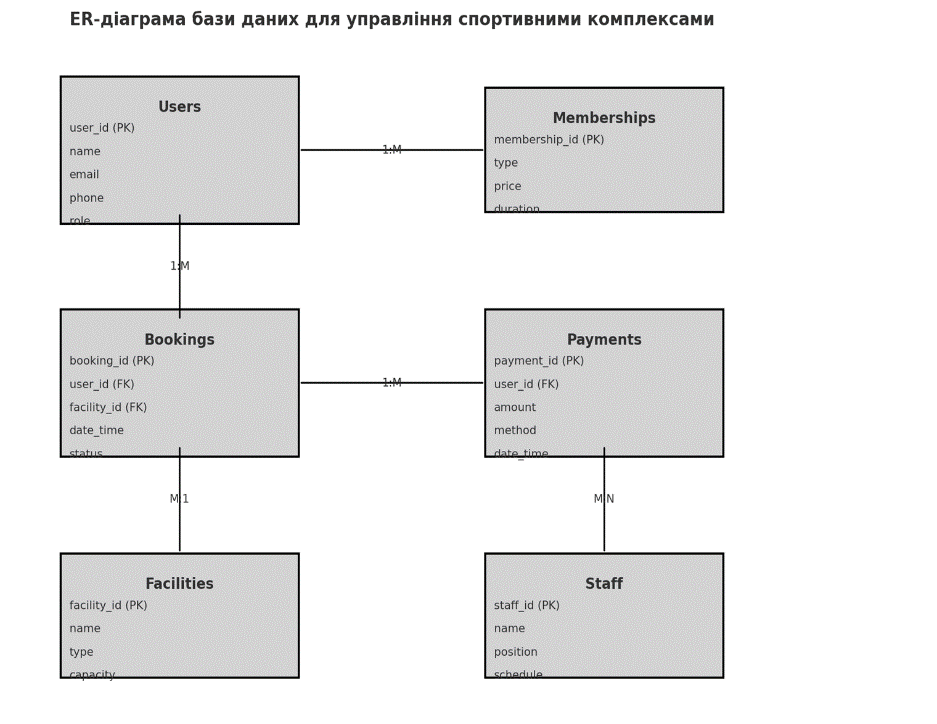 ER-діаграма бази даних для управління спортивними комплексами
Users
user_id (PK)
name
email
phone
role
1:M
Memberships
membership_id (PK)
type
price
duration
1:M
Bookings
booking_id (PK)
user_id (FK)
facility_id (FK)
date_time
status
1:M
Payments
payment_id (PK)
user_id (FK)
amount
method
date_time
M:1
M:N
Facilities
facility_id (PK)
name
type
capacity
Staff
staff_id (PK)
name
position
schedule